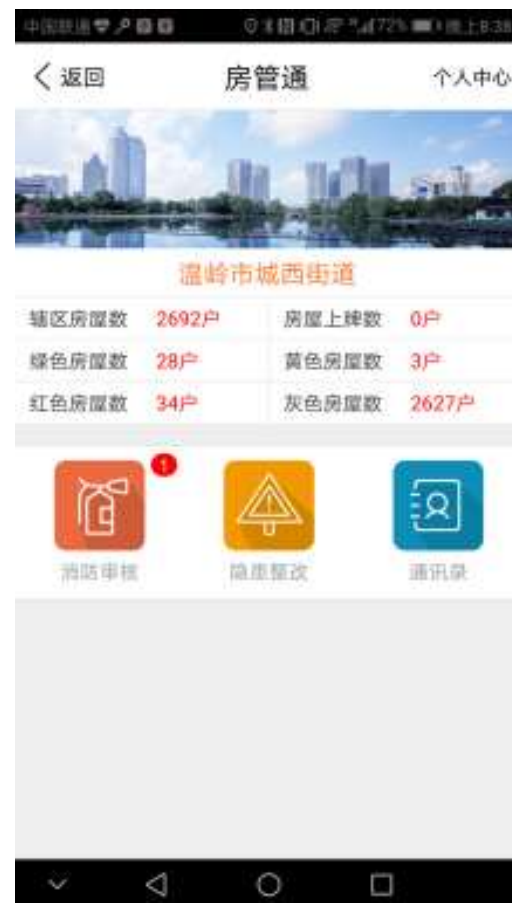 中国联通 72% 晚上8:38
返回 房管通 个人中心
温岭市城西街道
辖区房屋数 2692户 房屋上牌数 0户
绿色房屋数 28户 黄色房屋数 3户
红色房屋数 34户 灰色房屋数 2627户
1
消防审核 隐患整改 通讯录